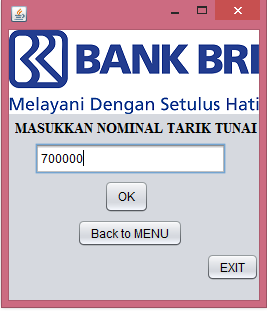 BANK BRI
Melayani Dengan Setulus Hati
MASUKKAN NOMINAL TARIK TUNAI
700000
OK
Back to MENU
EXIT